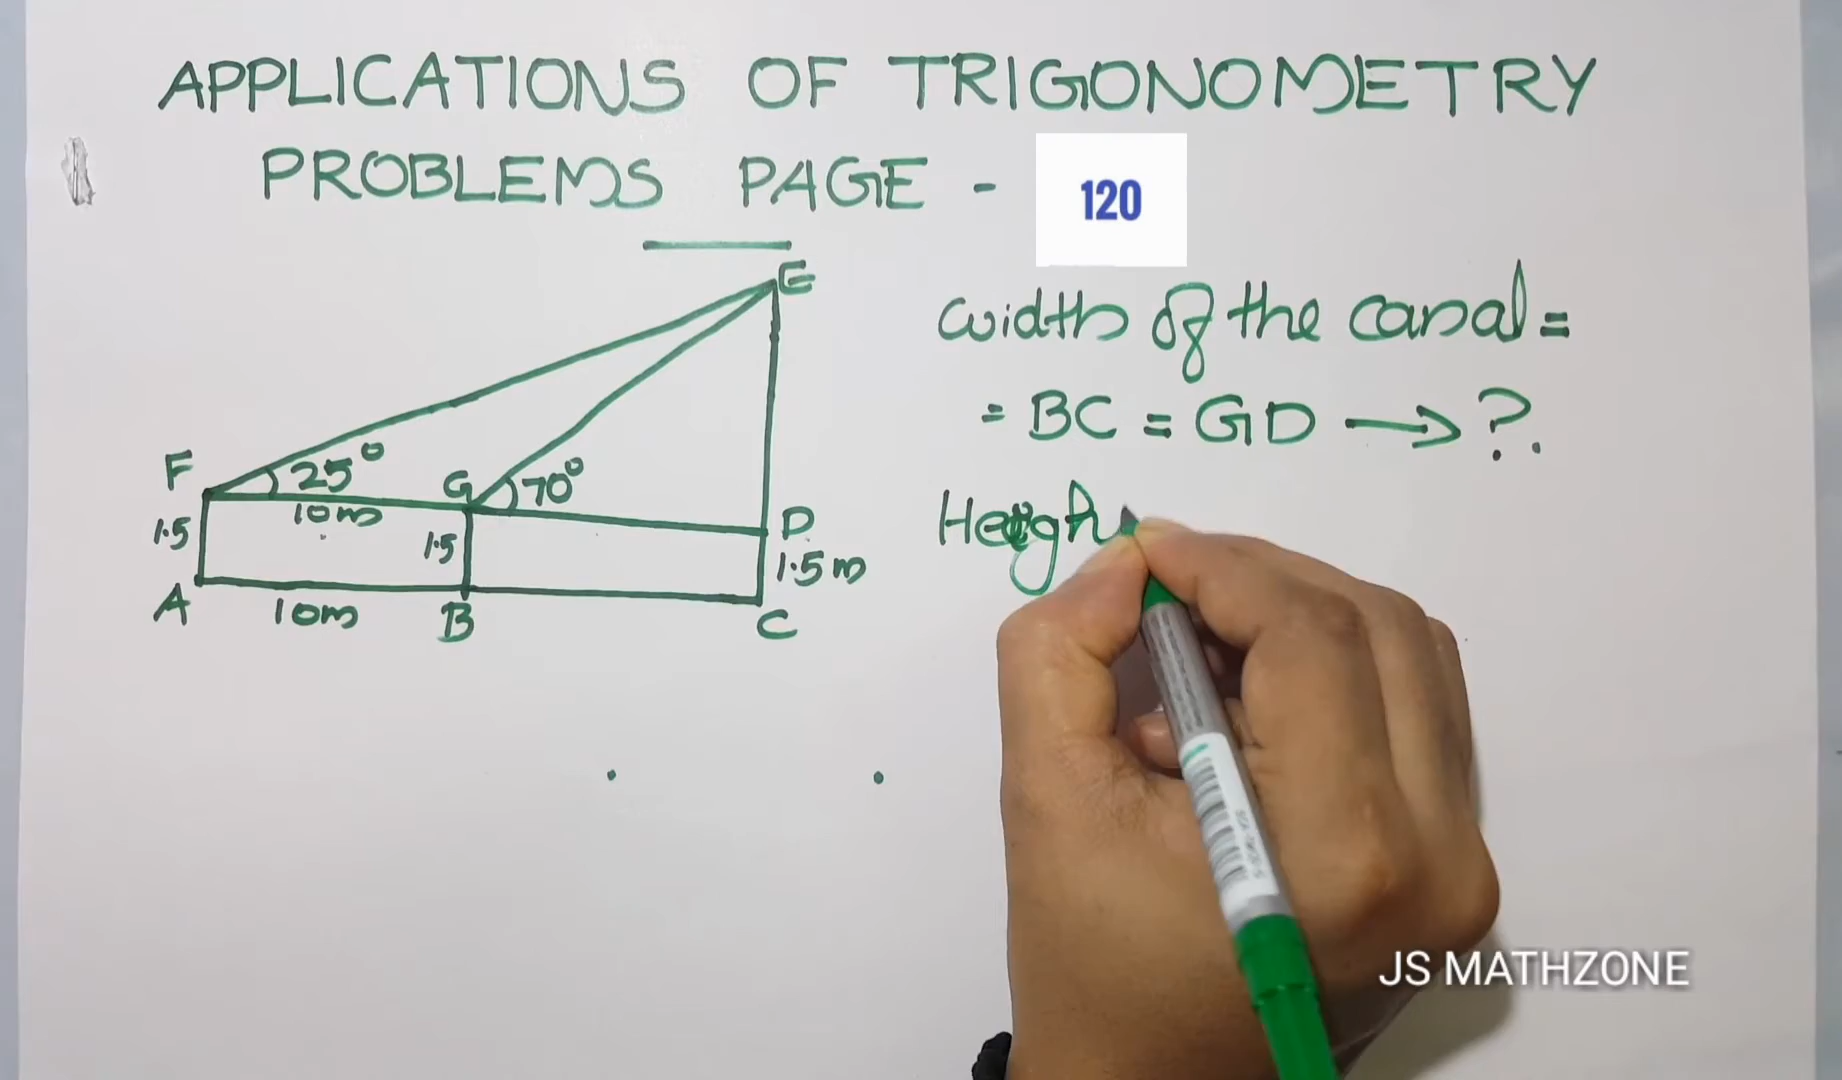 APPLICATIONS OF TRIGONOMETRY
PROBLEMS PAGE - 120
E
width of the canal =
= BC = GD → ?.
F 25° G 70°
10m
1.5 1.5 D
1.5m
Heigh
A 10m B C
JS MATHZONE